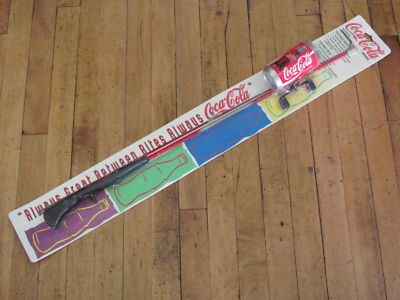 "Always Great Between Bites Always Coca-Cola"
Coca-Cola
Coca-Cola